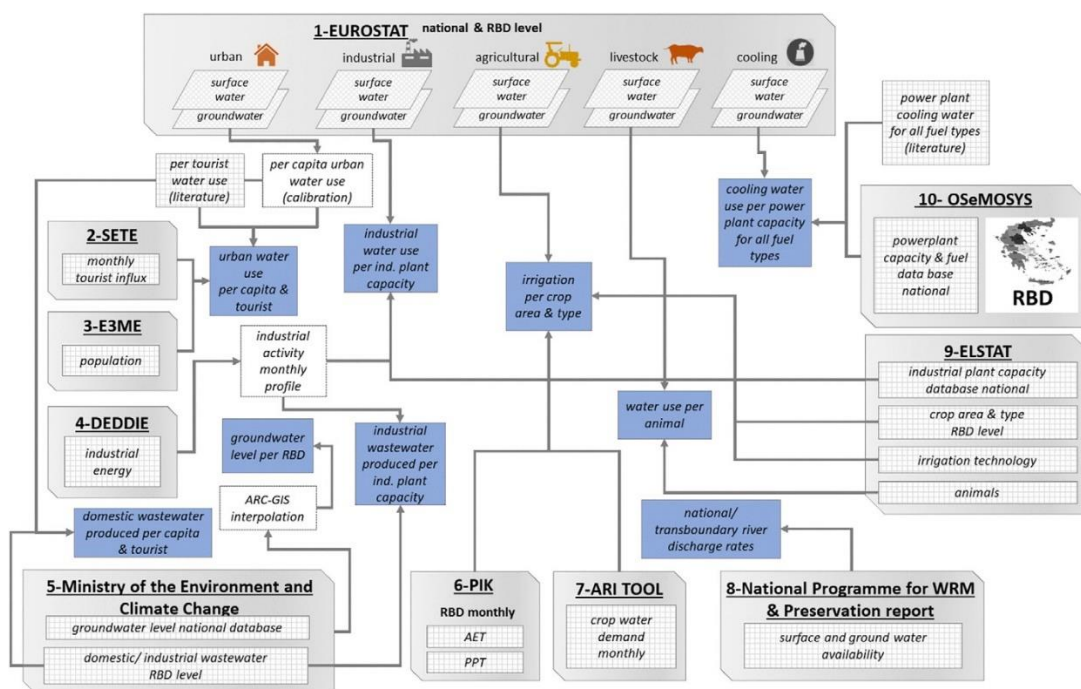 1-EUROSTAT national & RBD level
urban
industrial
agricultural
livestock
cooling
surface
water
groundwater
surface
water
groundwater
surface
water
groundwater
surface
water
groundwater
surface
water
groundwater
power plant
cooling water
for all fuel types
(literature)
per tourist
water use
(literature)
per capita urban
water use
(calibration)
cooling water
use per power
plant capacity
for all fuel
types
10- OSeMOSYS
powerplant
capacity & fuel
data base
national
RBD
2-SETE
monthly
tourist influx
urban water
use
per capita &
tourist
industrial
water use
per ind. plant
capacity
irrigation
per crop
area & type
3-E3ME
population
industrial
activity
monthly
profile
9-ELSTAT
industrial plant capacity
database national
crop area & type
RBD level
irrigation technology
animals
4-DEDDIE
industrial
energy
groundwater
level per RBD
industrial
wastewater
produced per
ind. plant
capacity
water use per
animal
ARC-GIS
interpolation
domestic wastewater
produced per capita
& tourist
national/
transboundary river
discharge rates
5-Ministry of the Environment and
Climate Change
groundwater level national database
domestic/ industrial wastewater
RBD level
6-PIK
RBD monthly
AET
PPT
7-ARI TOOL
crop water
demand
monthly
8-National Programme for WRM
& Preservation report
surface and ground water
availability